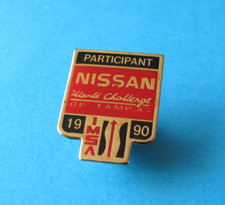 PARTICIPANT
NISSAN
World Challenge
OF TAMPA
19 90
IMSA